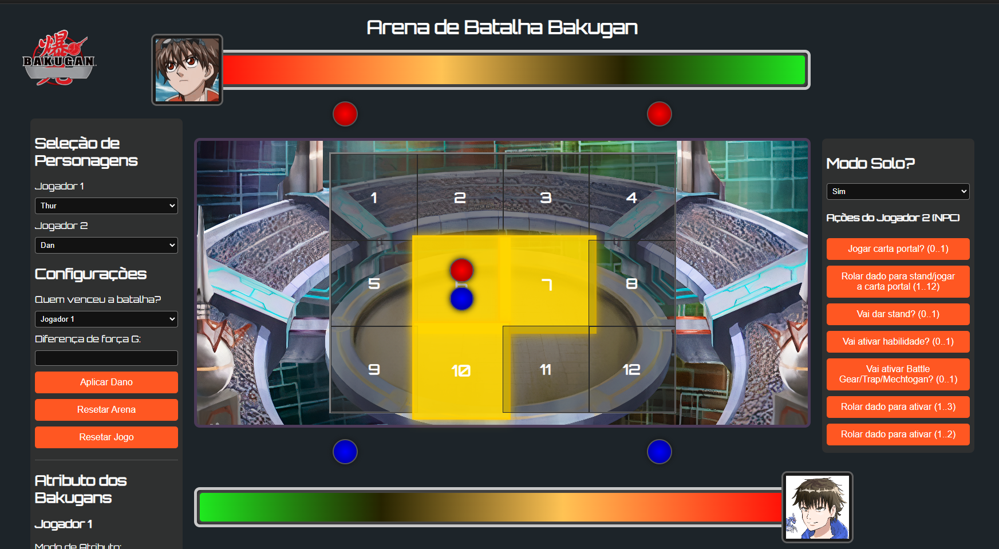 Arena de Batalha Bakugan
爆
BAKUGAN
Seleção de
Personagens
Jogador 1
Thur
Jogador 2
Dan
Configurações
Quem venceu a batalha?
Jogador 1
Diferença de força G:
Aplicar Dano
Resetar Arena
Resetar Jogo
Atributo dos
Bakugans
Jogador 1
Modo de Atributo:
1 2 3 4
5 7 8
9 10 11 12
Modo Solo?
Sim
Ações do Jogador 2 (NPC)
Jogar carta portal? (0..1)
Rolar dado para stand/jogar
a carta portal (1..12)
Vai dar stand? (0..1)
Vai ativar habilidade? (0..1)
Vai ativar Battle
Gear/Trap/Mechtogan? (0..1)
Rolar dado para ativar (1..3)
Rolar dado para ativar (1..2)